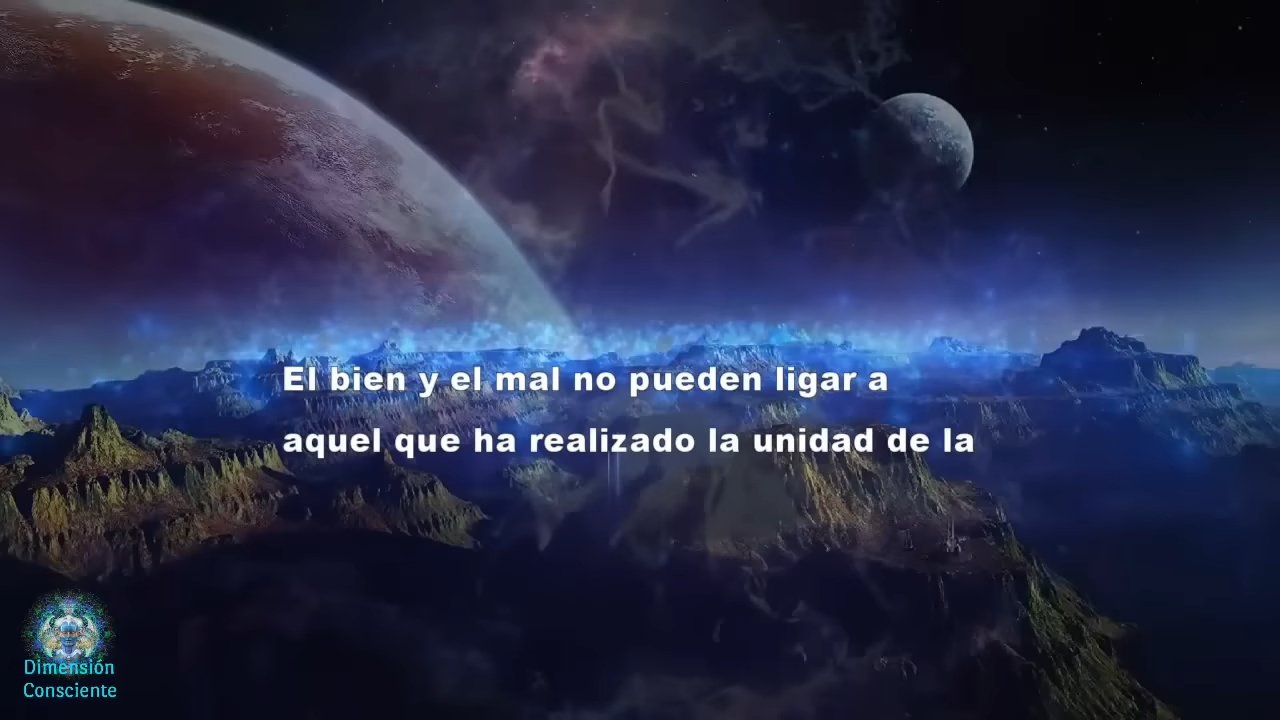 El bien y el mal no pueden ligar a
aquel que ha realizado la unidad de la
Dimensión
Consciente